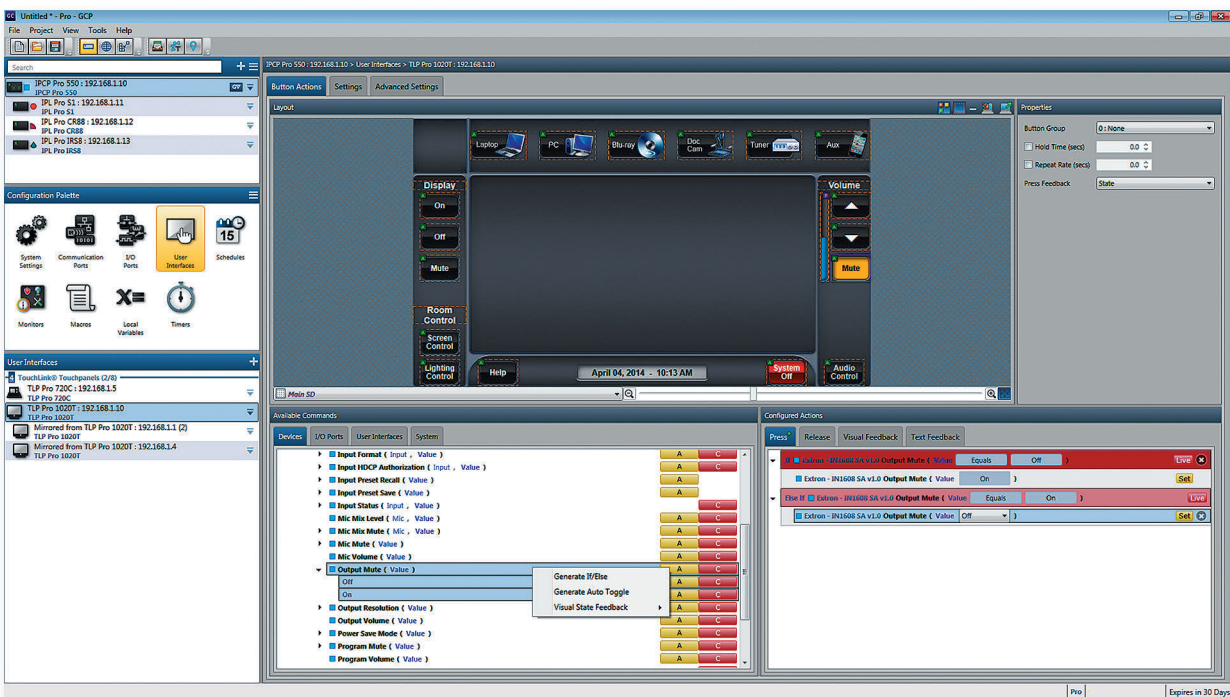 GC Untitled * - Pro - GCP
File Project View Tools Help
Search
IPCP Pro 550 : 192.168.1.10
IPCP Pro 550
IPL Pro S1 : 192.168.1.11
IPL Pro S1
IPL Pro CR88 : 192.168.1.12
IPL Pro CR88
IPL Pro IRS8 : 192.168.1.13
IPL Pro IRS8
Configuration Palette
System Settings
Communication Ports
10101
I/O Ports
User Interfaces
15
Schedules
Monitors
Macros
X=
Local Variables
Timers
User Interfaces
TouchLink® Touchpanels (2/8)
TLP Pro 720C : 192.168.1.5
TLP Pro 720C
TLP Pro 1020T : 192.168.1.10
TLP Pro 1020T
Mirrored from TLP Pro 1020T : 192.168.1.1 (2)
TLP Pro 1020T
Mirrored from TLP Pro 1020T : 192.168.1.4
TLP Pro 1020T
IPCP Pro 550 : 192.168.1.10 > User Interfaces > TLP Pro 1020T : 192.168.1.10
Button Actions Settings Advanced Settings
Layout
Laptop PC Blu-ray Doc Cam Tuner Aux
Display
On
Off
Mute
Room Control
Screen Control
Lighting Control
Volume
Mute
Help
April 04, 2014 - 10:13 AM
System Off
Audio Control
Main SD
Properties
Button Group 0 : None
Hold Time (secs) 0.0
Repeat Rate (secs) 0.0
Press Feedback State
Available Commands
Devices I/O Ports User Interfaces System
Input Format ( Input , Value ) A C
Input HDCP Authorization ( Input , Value ) A C
Input Preset Recall ( Value ) A
Input Preset Save ( Value ) A
Input Status ( Input , Value ) C
Mic Mix Level ( Mic , Value ) A C
Mic Mix Mute ( Mic , Value ) A C
Mic Mute ( Value ) A C
Mic Volume ( Value ) A C
Output Mute ( Value ) A C
Off A C
On A C
Output Resolution ( Value ) A C
Output Volume ( Value ) A C
Power Save Mode ( Value ) A C
Program Mute ( Value ) A C
Program Volume ( Value ) A C
Generate If/Else
Generate Auto Toggle
Visual State Feedback
Configured Actions
Press Release Visual Feedback Text Feedback
If Extron - IN1608 SA v1.0 Output Mute ( Value Equals Off ) Live
Extron - IN1608 SA v1.0 Output Mute ( Value On ) Set
Else If Extron - IN1608 SA v1.0 Output Mute ( Value Equals On ) Live
Extron - IN1608 SA v1.0 Output Mute ( Value Off ) Set
Pro
Expires in 30 Days